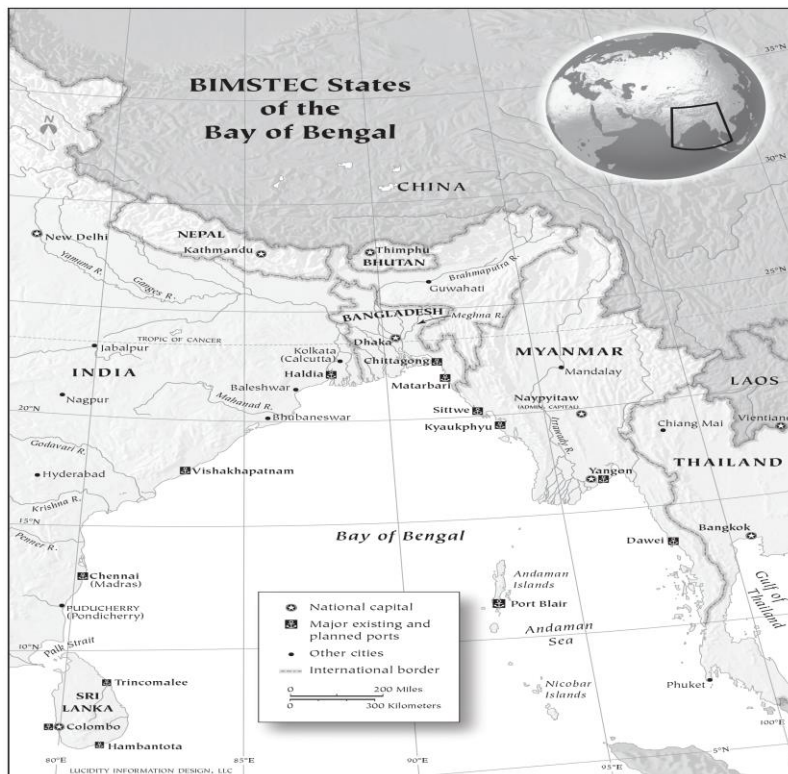 BIMSTEC States
of the
Bay of Bengal
35°N
30°N
N
CHINA
New Delhi
NEPAL
Kathmandu
Thimphu
BHUTAN
Yamuna R.
Ganges R.
Brahmaputra R.
Guwahati
25°N
BANGLADESH
Meghna R.
TROPIC OF CANCER
Dhaka
Jabalpur
Kolkata
(Calcutta)
Chittagong
MYANMAR
INDIA
Haldia
Mandalay
Matarbari
LAOS
Baleshwar
Nagpur
Mahanad R.
Naypyitaw
(ADMIN. CAPITAL)
20°N
Sittwe
Bhubaneswar
Kyaukphyu
Irrawady R.
Chiang Mai
Vientiane
Godavari R.
Hyderabad
Vishakhapatnam
Yangon
THAILAND
Krishna R.
15°N
Bay of Bengal
Bangkok
Penner R.
Dawei
Chennai
(Madras)
Andaman
Islands
Gulf of
Thailand
PUDUCHERRY
(Pondicherry)
Port Blair
Andaman
Sea
10°N
Palk Strait
National capital
Major existing and
planned ports
Other cities
International border
0 200 Miles
0 300 Kilometers
Trincomalee
Nicobar
Islands
Phuket
SRI
LANKA
Colombo
100°E
Hambantota
5°N
80°E
85°E
90°E
95°E
LUCIDITY INFORMATION DESIGN, LLC